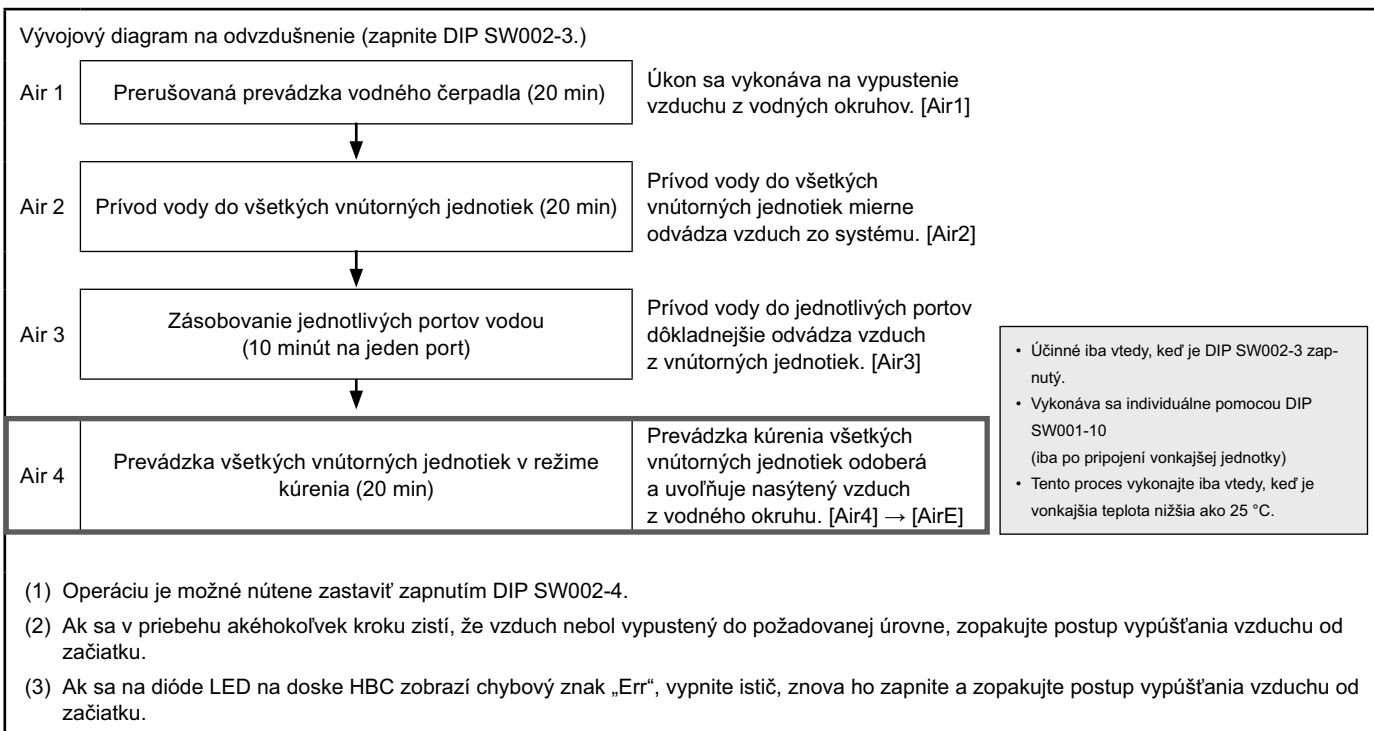 Vývojový diagram na odvzdušnenie (zapnite DIP SW002-3.)
Air 1
Prerušovaná prevádzka vodného čerpadla (20 min)
Úkon sa vykonáva na vypustenie
vzduchu z vodných okruhov. [Air1]
Air 2
Prívod vody do všetkých vnútorných jednotiek (20 min)
Prívod vody do všetkých
vnútorných jednotiek mierne
odvádza vzduch zo systému. [Air2]
Air 3
Zásobovanie jednotlivých portov vodou
(10 minút na jeden port)
Prívod vody do jednotlivých portov
dôkladnejšie odvádza vzduch
z vnútorných jednotiek. [Air3]
Air 4
Prevádzka všetkých vnútorných jednotiek v režime
kúrenia (20 min)
Prevádzka kúrenia všetkých
vnútorných jednotiek odoberá
a uvoľňuje nasýtený vzduch
z vodného okruhu. [Air4] → [AirE]
• Účinné iba vtedy, keď je DIP SW002-3 zap-
nutý.
• Vykonáva sa individuálne pomocou DIP
SW001-10
(iba po pripojení vonkajšej jednotky)
• Tento proces vykonajte iba vtedy, keď je
vonkajšia teplota nižšia ako 25 °C.
(1) Operáciu je možné nútene zastaviť zapnutím DIP SW002-4.
(2) Ak sa v priebehu akéhokoľvek kroku zistí, že vzduch nebol vypustený do požadovanej úrovne, zopakujte postup vypúšťania vzduchu od
začiatku.
(3) Ak sa na dióde LED na doske HBC zobrazí chybový znak „Err“, vypnite istič, znova ho zapnite a zopakujte postup vypúšťania vzduchu od
začiatku.